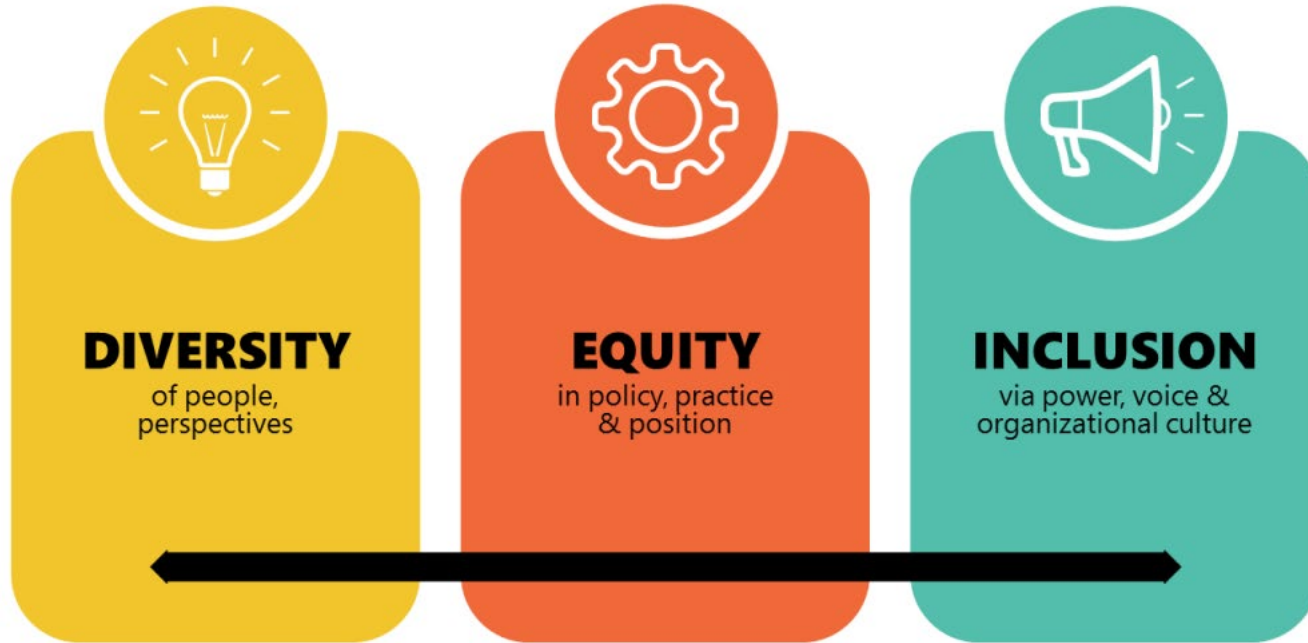 DIVERSITY
of people,
perspectives
EQUITY
in policy, practice
& position
INCLUSION
via power, voice &
organizational culture